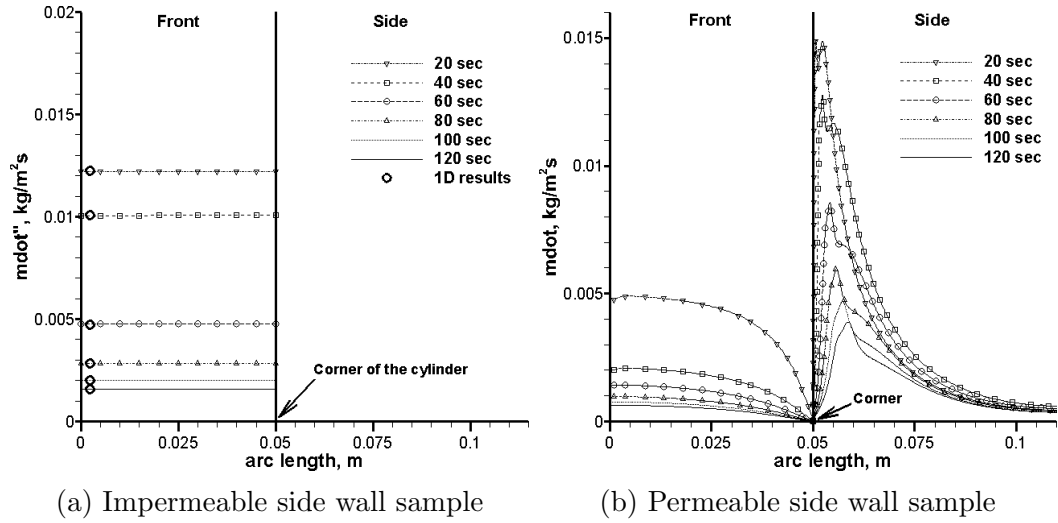 Front
Side
20 sec
40 sec
60 sec
80 sec
100 sec
120 sec
1D results
0.02
0.015
0.01
0.005
0
mdot", kg/m²s
Corner of the cylinder
0
0.025
0.05
0.075
0.1
arc length, m
(a) Impermeable side wall sample
Front
Side
20 sec
40 sec
60 sec
80 sec
100 sec
120 sec
0.015
0.01
0.005
0
mdot, kg/m²s
Corner
0
0.025
0.05
0.075
0.1
arc length, m
(b) Permeable side wall sample